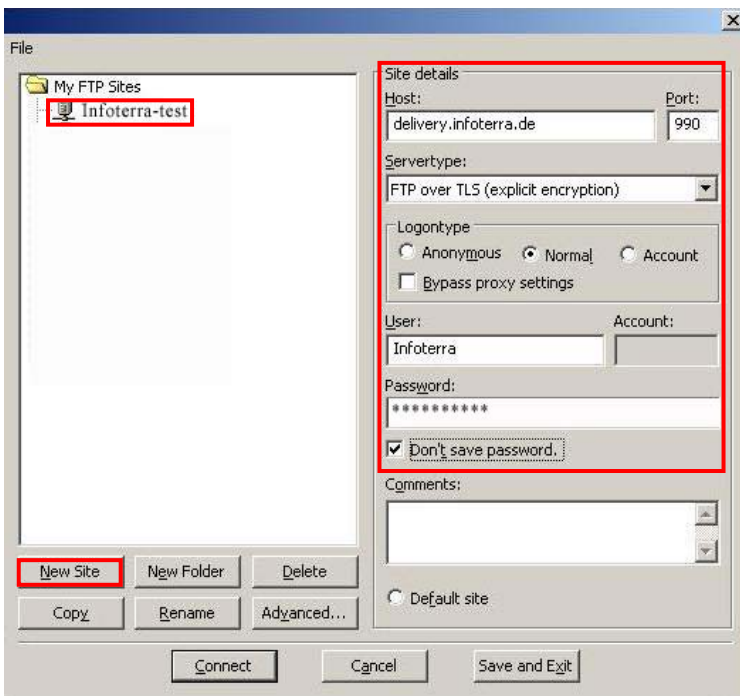 File
My FTP Sites
Infoterra-test
New Site
New Folder
Delete
Copy
Rename
Advanced...
Site details
Host:
Port:
delivery.infoterra.de
990
Servertype:
FTP over TLS (explicit encryption)
Logontype
Anonymous
Normal
Account
Bypass proxy settings
User:
Account:
Infoterra
Password:
**********
Don't save password.
Comments:
Default site
Connect
Cancel
Save and Exit